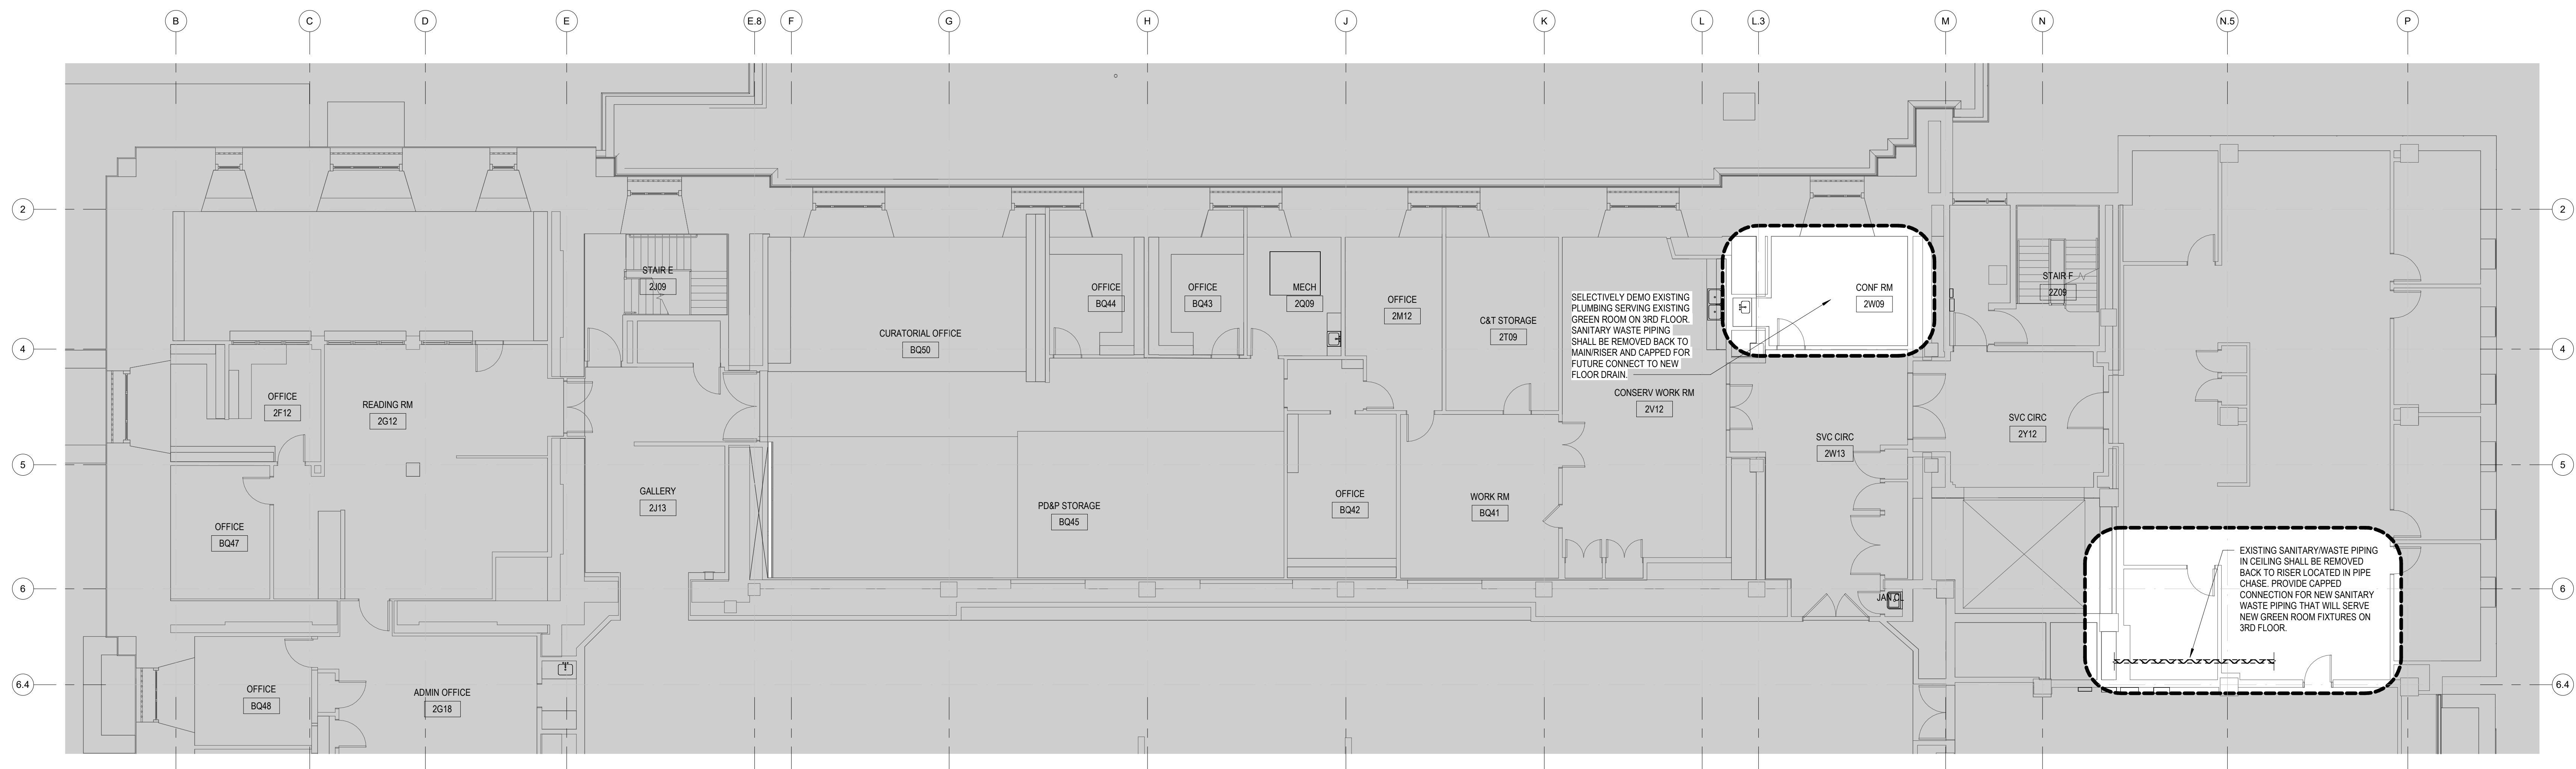 B
C
D
E
E.8
F
G
H
J
K
L
L.3
M
N
N.5
P
2
2
STAIR E
2J09
OFFICE
BQ44
OFFICE
BQ43
MECH
2Q09
OFFICE
2M12
C&T STORAGE
2T09
SELECTIVELY DEMO EXISTING
PLUMBING SERVING EXISTING
GREEN ROOM ON 3RD FLOOR.
SANITARY WASTE PIPING
SHALL BE REMOVED BACK TO
MAIN/RISER AND CAPPED FOR
FUTURE CONNECT TO NEW
FLOOR DRAIN.
CONF RM
2W09
STAIR F
2Z09
CURATORIAL OFFICE
BQ50
4
4
OFFICE
2F12
READING RM
2G12
CONSERV WORK RM
2V12
SVC CIRC
2W13
SVC CIRC
2Y12
5
5
OFFICE
BQ47
GALLERY
2J13
PD&P STORAGE
BQ45
OFFICE
BQ42
WORK RM
BQ41
EXISTING SANITARY/WASTE PIPING
IN CEILING SHALL BE REMOVED
BACK TO RISER LOCATED IN PIPE
CHASE. PROVIDE CAPPED
CONNECTION FOR NEW SANITARY
WASTE PIPING THAT WILL SERVE
NEW GREEN ROOM FIXTURES ON
3RD FLOOR.
6
6
JAN CL
OFFICE
BQ48
ADMIN OFFICE
2G18
6.4
6.4